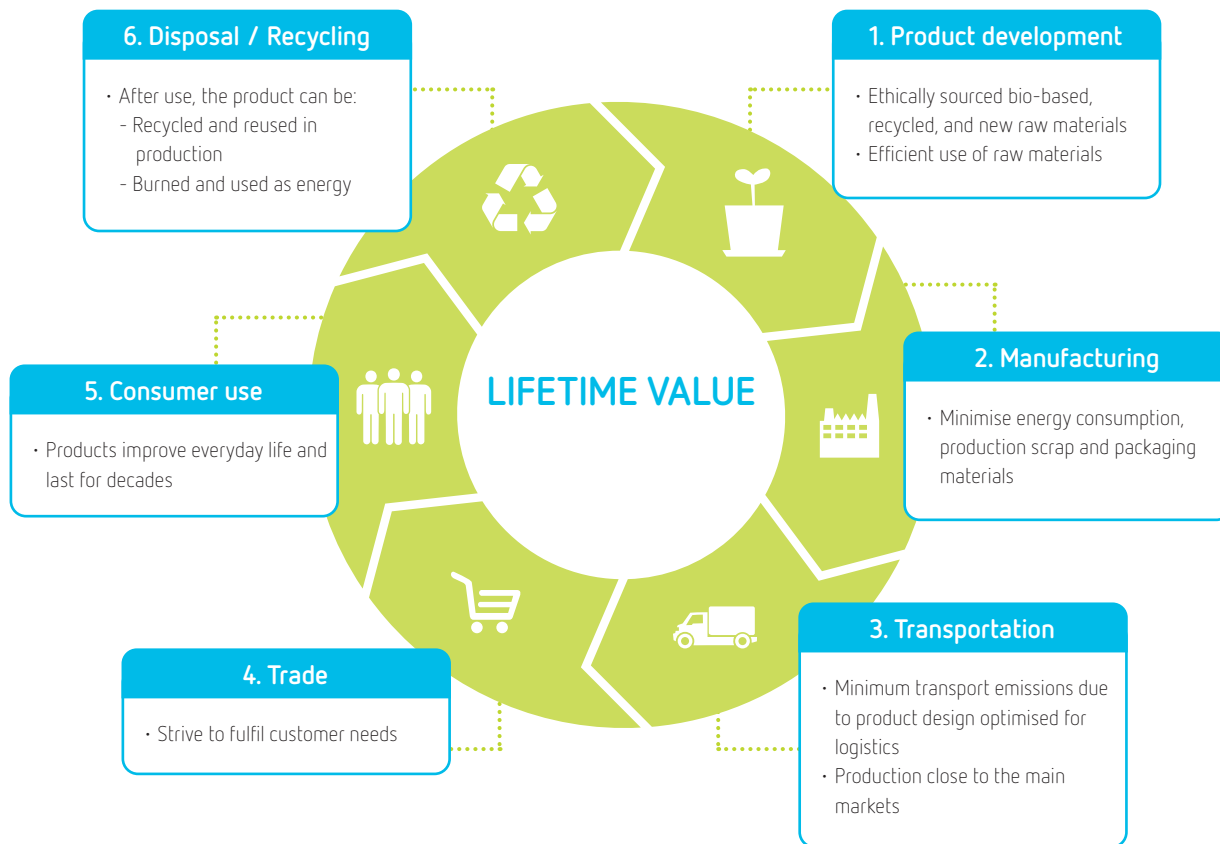 LIFETIME VALUE
1. Product development
· Ethically sourced bio-based,
recycled, and new raw materials
· Efficient use of raw materials
2. Manufacturing
· Minimise energy consumption,
production scrap and packaging
materials
3. Transportation
· Minimum transport emissions due
to product design optimised for
logistics
· Production close to the main
markets
4. Trade
· Strive to fulfil customer needs
5. Consumer use
· Products improve everyday life and
last for decades
6. Disposal / Recycling
· After use, the product can be:
- Recycled and reused in
production
- Burned and used as energy